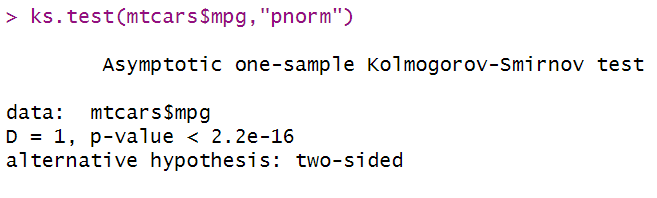 > ks.test(mtcars$mpg,"pnorm")
Asymptotic one-sample Kolmogorov-Smirnov test
data:  mtcars$mpg
D = 1, p-value < 2.2e-16
alternative hypothesis: two-sided